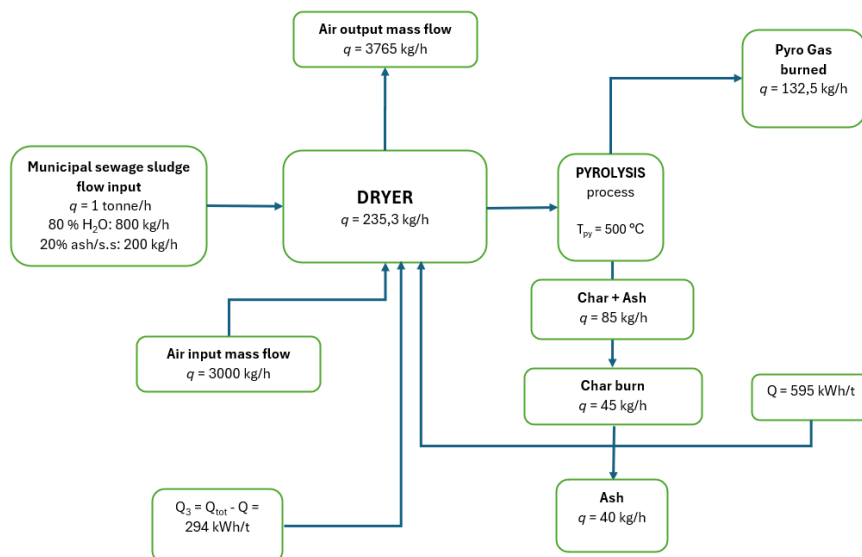 Air output mass flow
q = 3765 kg/h
Pyro Gas
burned
q = 132,5 kg/h
Municipal sewage sludge
flow input
q = 1 tonne/h
80 % H₂O: 800 kg/h
20% ash/s.s: 200 kg/h
DRYER
q = 235,3 kg/h
PYROLYSIS
process
Tₚᵧ = 500 °C
Char + Ash
q = 85 kg/h
Air input mass flow
q = 3000 kg/h
Char burn
q = 45 kg/h
Q = 595 kWh/t
Q₃ = Qₜₒₜ - Q =
294 kWh/t
Ash
q = 40 kg/h